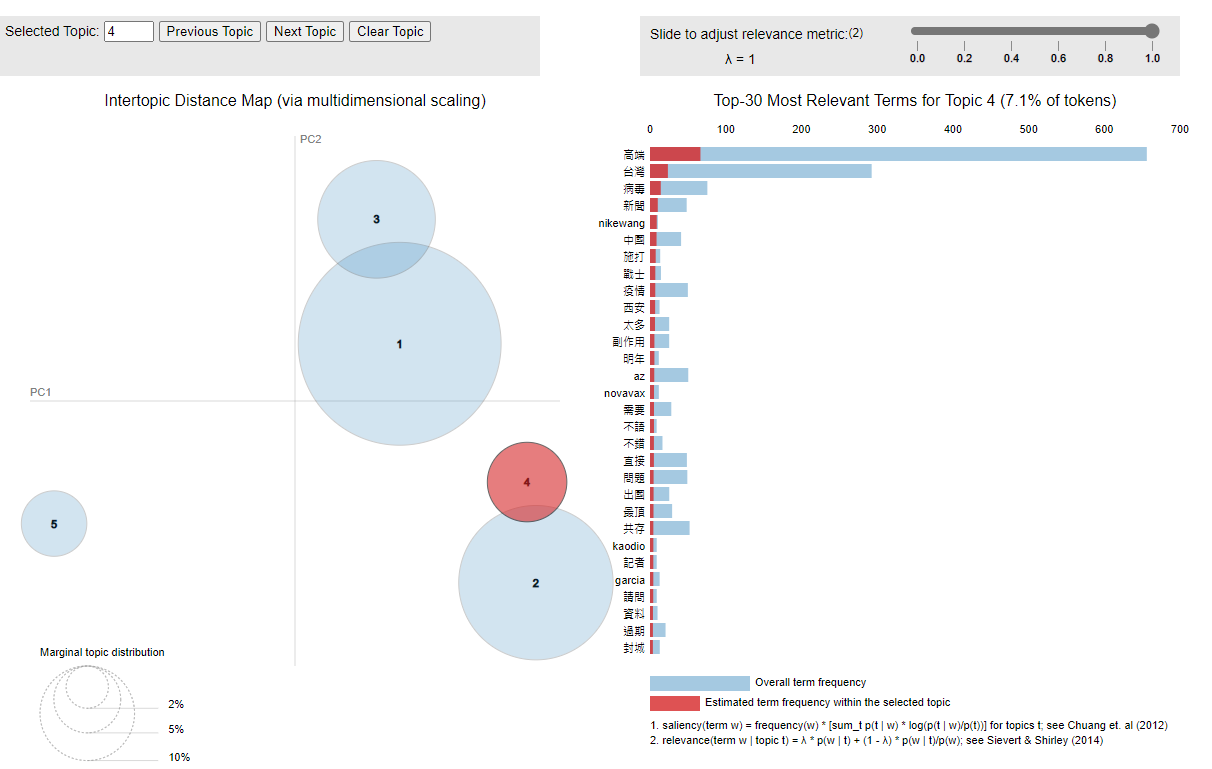 Selected Topic: 4 Previous Topic Next Topic Clear Topic
Slide to adjust relevance metric:(2)
λ = 1
0.0 0.2 0.4 0.6 0.8 1.0
Intertopic Distance Map (via multidimensional scaling)
PC2
PC1
3
1
4
5
2
Marginal topic distribution
2%
5%
10%
Top-30 Most Relevant Terms for Topic 4 (7.1% of tokens)
0 100 200 300 400 500 600 700
高端
台灣
病毒
新聞
nikewang
中國
施打
戰士
疫情
西安
太多
副作用
明年
az
novavax
需要
不語
不錯
直接
問題
出國
桌頂
共存
kaodio
記者
garcia
請問
資料
過期
封城
Overall term frequency
Estimated term frequency within the selected topic
1. saliency(term w) = frequency(w) * [sum_t p(t | w) * log(p(t | w)/p(t))] for topics t; see Chuang et. al (2012)
2. relevance(term w | topic t) = λ * p(w | t) + (1 - λ) * p(w | t)/p(w); see Sievert & Shirley (2014)